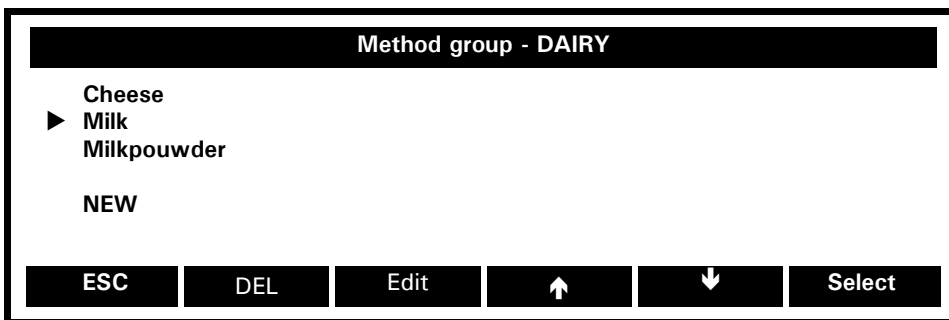 Method group - DAIRY
Cheese
▶ Milk
Milkpouwder
NEW
ESC DEL Edit ↑ ↓ Select